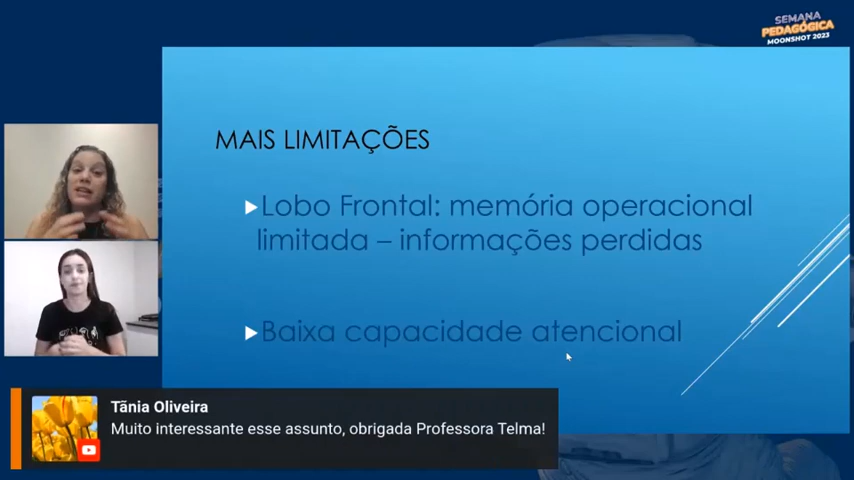 SEMANA
PEDAGÓGICA
MOONSHOT 2023
MAIS LIMITAÇÕES
Lobo Frontal: memória operacional
limitada – informações perdidas
Baixa capacidade atencional
Tãnia Oliveira
Muito interessante esse assunto, obrigada Professora Telma!